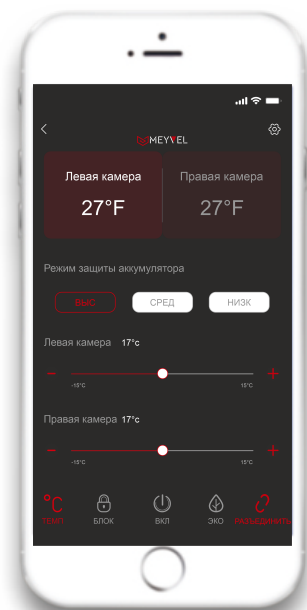 MEYVEL
Левая камера Правая камера
27°F 27°F
Режим защиты аккумулятора
БЫС СРЕД НИЗК
Левая камера 17°c
− +
-15°C 15°C
Правая камера 17°c
− +
-15°C 15°C
°C
ТЕМП БЛОК ВКЛ ЭКО РАЗЪЕДИНИТЬ